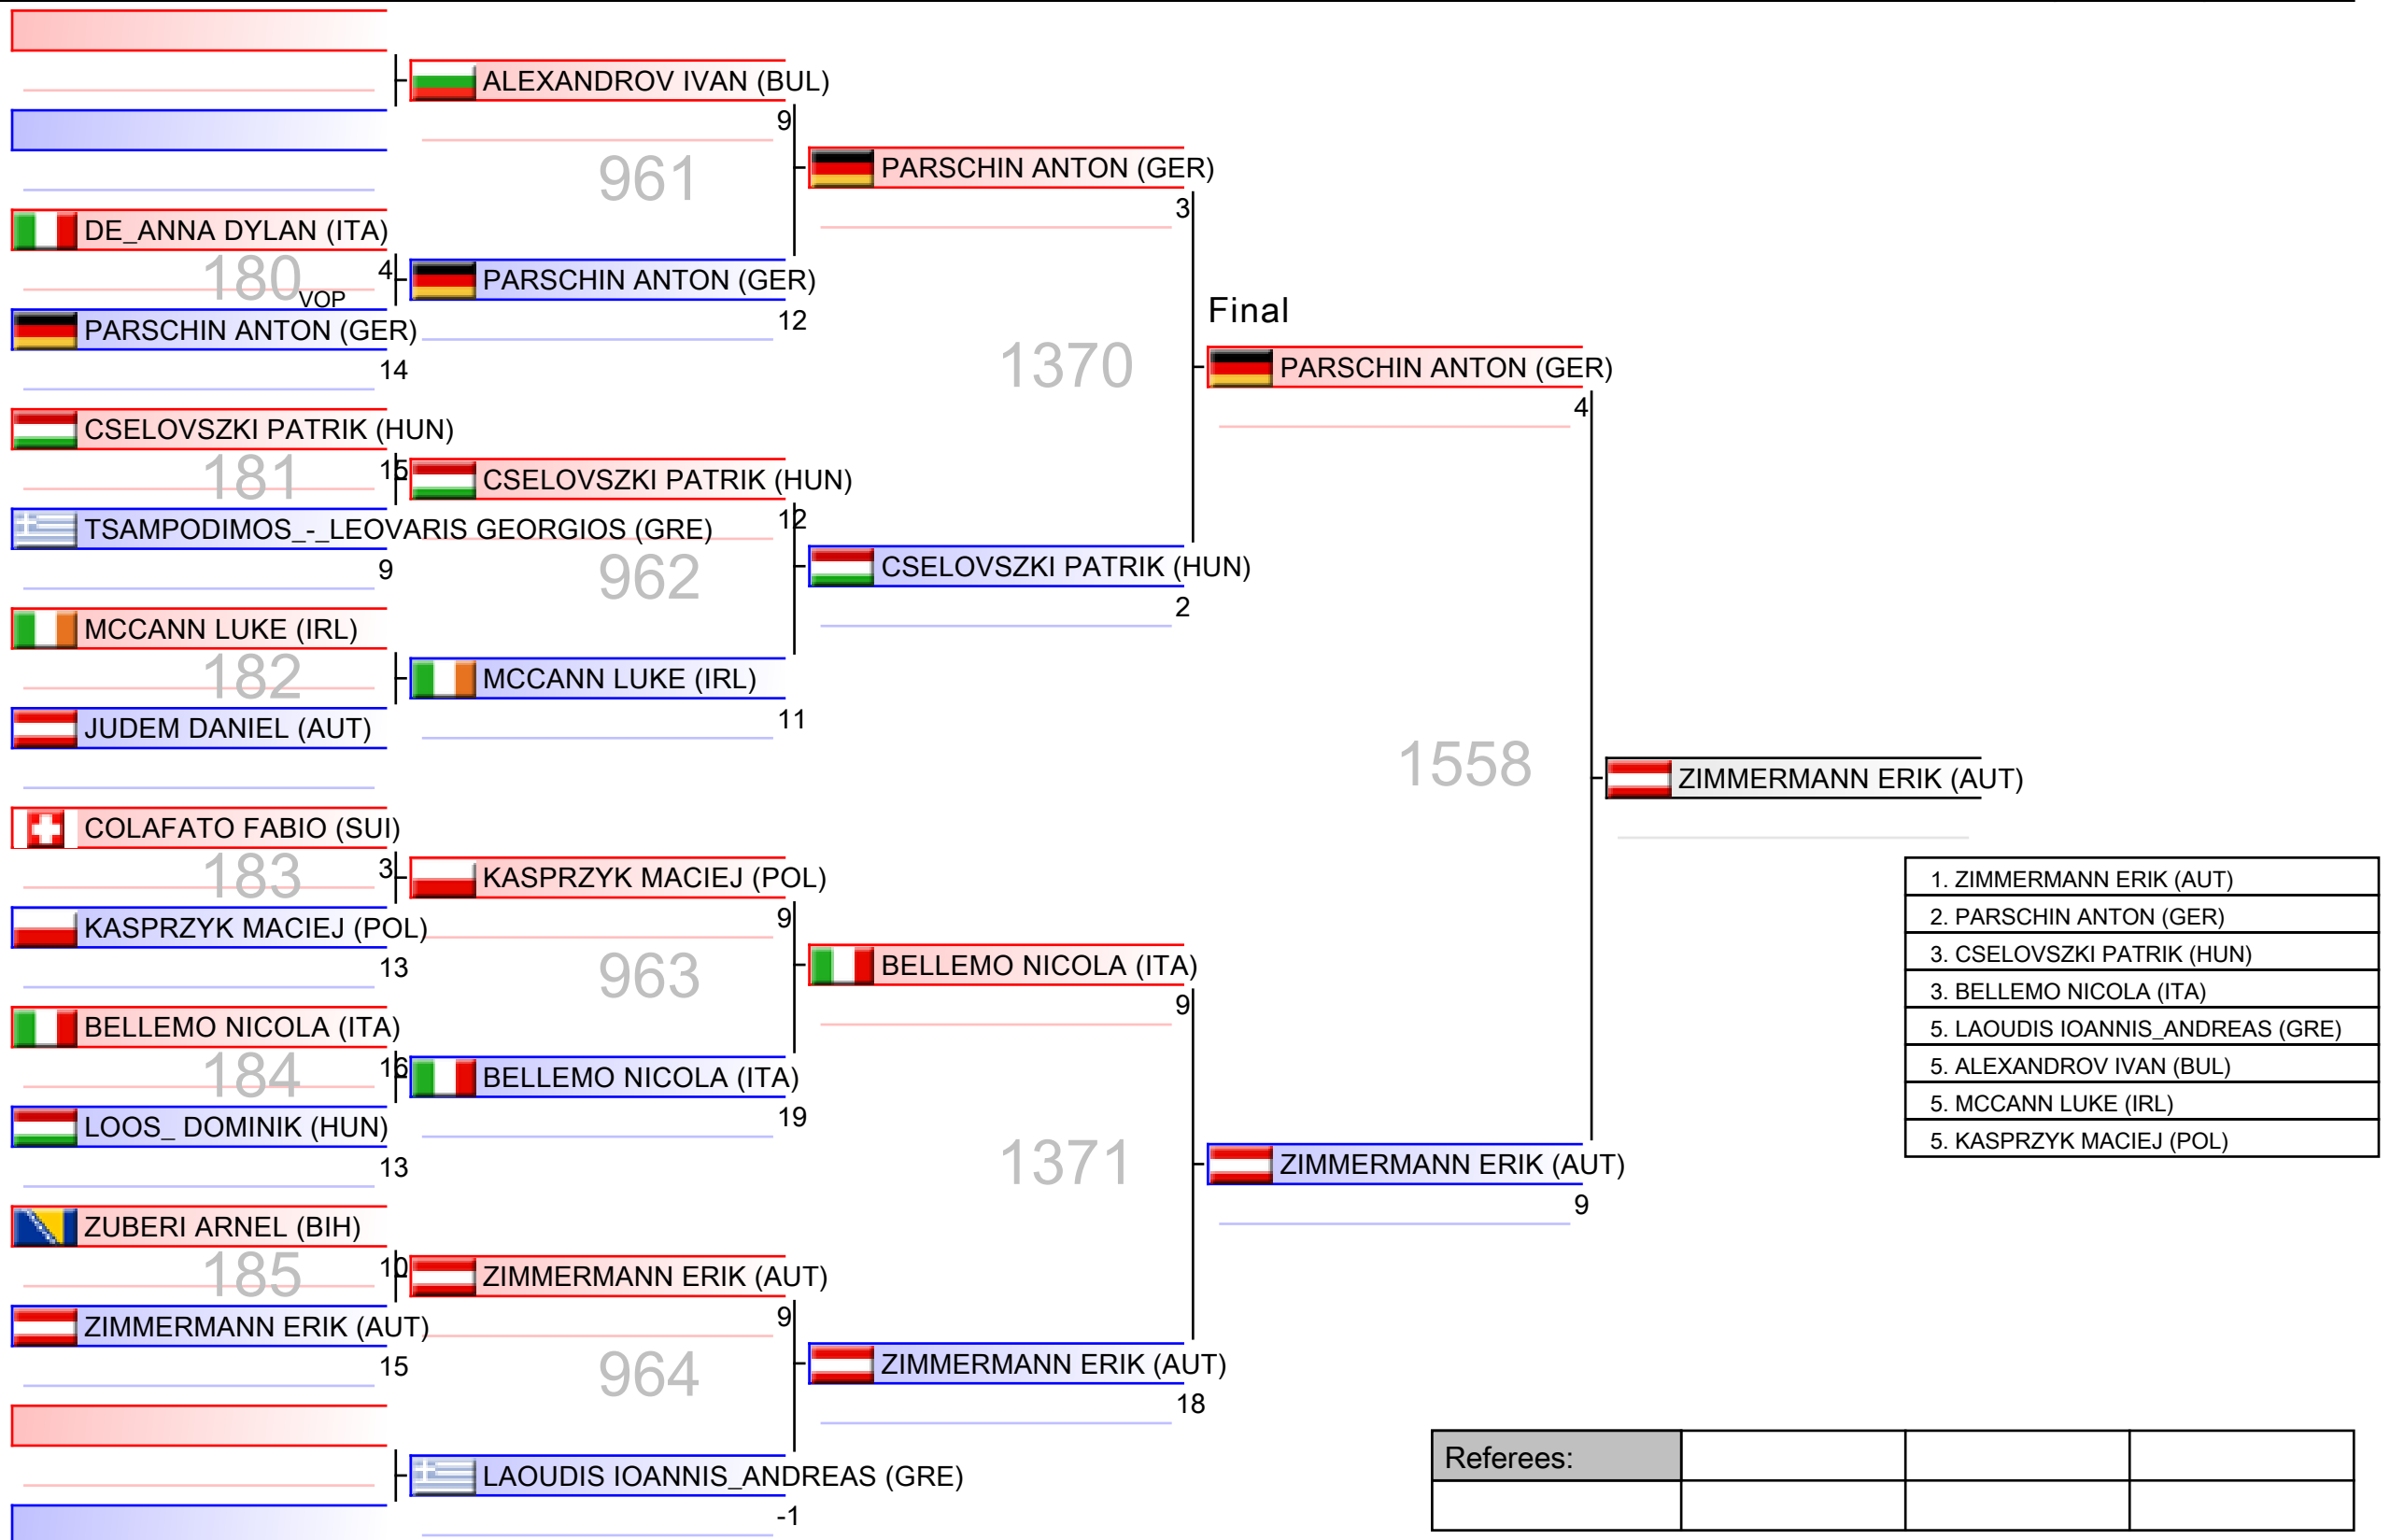 ALEXANDROV IVAN (BUL)
9
961
PARSCHIN ANTON (GER)
3
DE_ANNA DYLAN (ITA)
180
VOP
4
PARSCHIN ANTON (GER)
12
PARSCHIN ANTON (GER)
14
Final
1370
PARSCHIN ANTON (GER)
4
CSELOVSZKI PATRIK (HUN)
181
15
CSELOVSZKI PATRIK (HUN)
12
TSAMPODIMOS_-_LEOVARIS GEORGIOS (GRE)
9
962
CSELOVSZKI PATRIK (HUN)
2
MCCANN LUKE (IRL)
182
MCCANN LUKE (IRL)
11
JUDEM DANIEL (AUT)
1558
ZIMMERMANN ERIK (AUT)
COLAFATO FABIO (SUI)
183
3
KASPRZYK MACIEJ (POL)
9
KASPRZYK MACIEJ (POL)
13
963
BELLEMO NICOLA (ITA)
9
BELLEMO NICOLA (ITA)
184
16
BELLEMO NICOLA (ITA)
19
LOOS_ DOMINIK (HUN)
13
1371
ZIMMERMANN ERIK (AUT)
9
1. ZIMMERMANN ERIK (AUT)
2. PARSCHIN ANTON (GER)
3. CSELOVSZKI PATRIK (HUN)
3. BELLEMO NICOLA (ITA)
5. LAOUDIS IOANNIS_ANDREAS (GRE)
5. ALEXANDROV IVAN (BUL)
5. MCCANN LUKE (IRL)
5. KASPRZYK MACIEJ (POL)
ZUBERI ARNEL (BIH)
185
10
ZIMMERMANN ERIK (AUT)
9
ZIMMERMANN ERIK (AUT)
15
964
ZIMMERMANN ERIK (AUT)
18
LAOUDIS IOANNIS_ANDREAS (GRE)
-1
Referees: